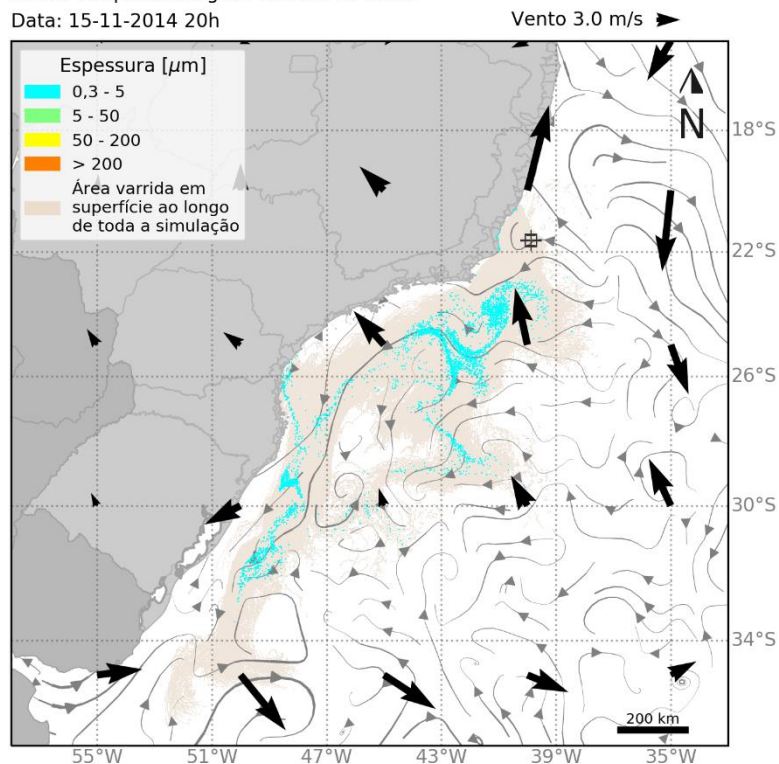 Data: 15-11-2014 20h
Vento 3.0 m/s
Espessura [μm]
0,3 - 5
5 - 50
50 - 200
> 200
Área varrida em
superfície ao longo
de toda a simulação
N
18°S
22°S
26°S
30°S
34°S
200 km
55°W
51°W
47°W
43°W
39°W
35°W